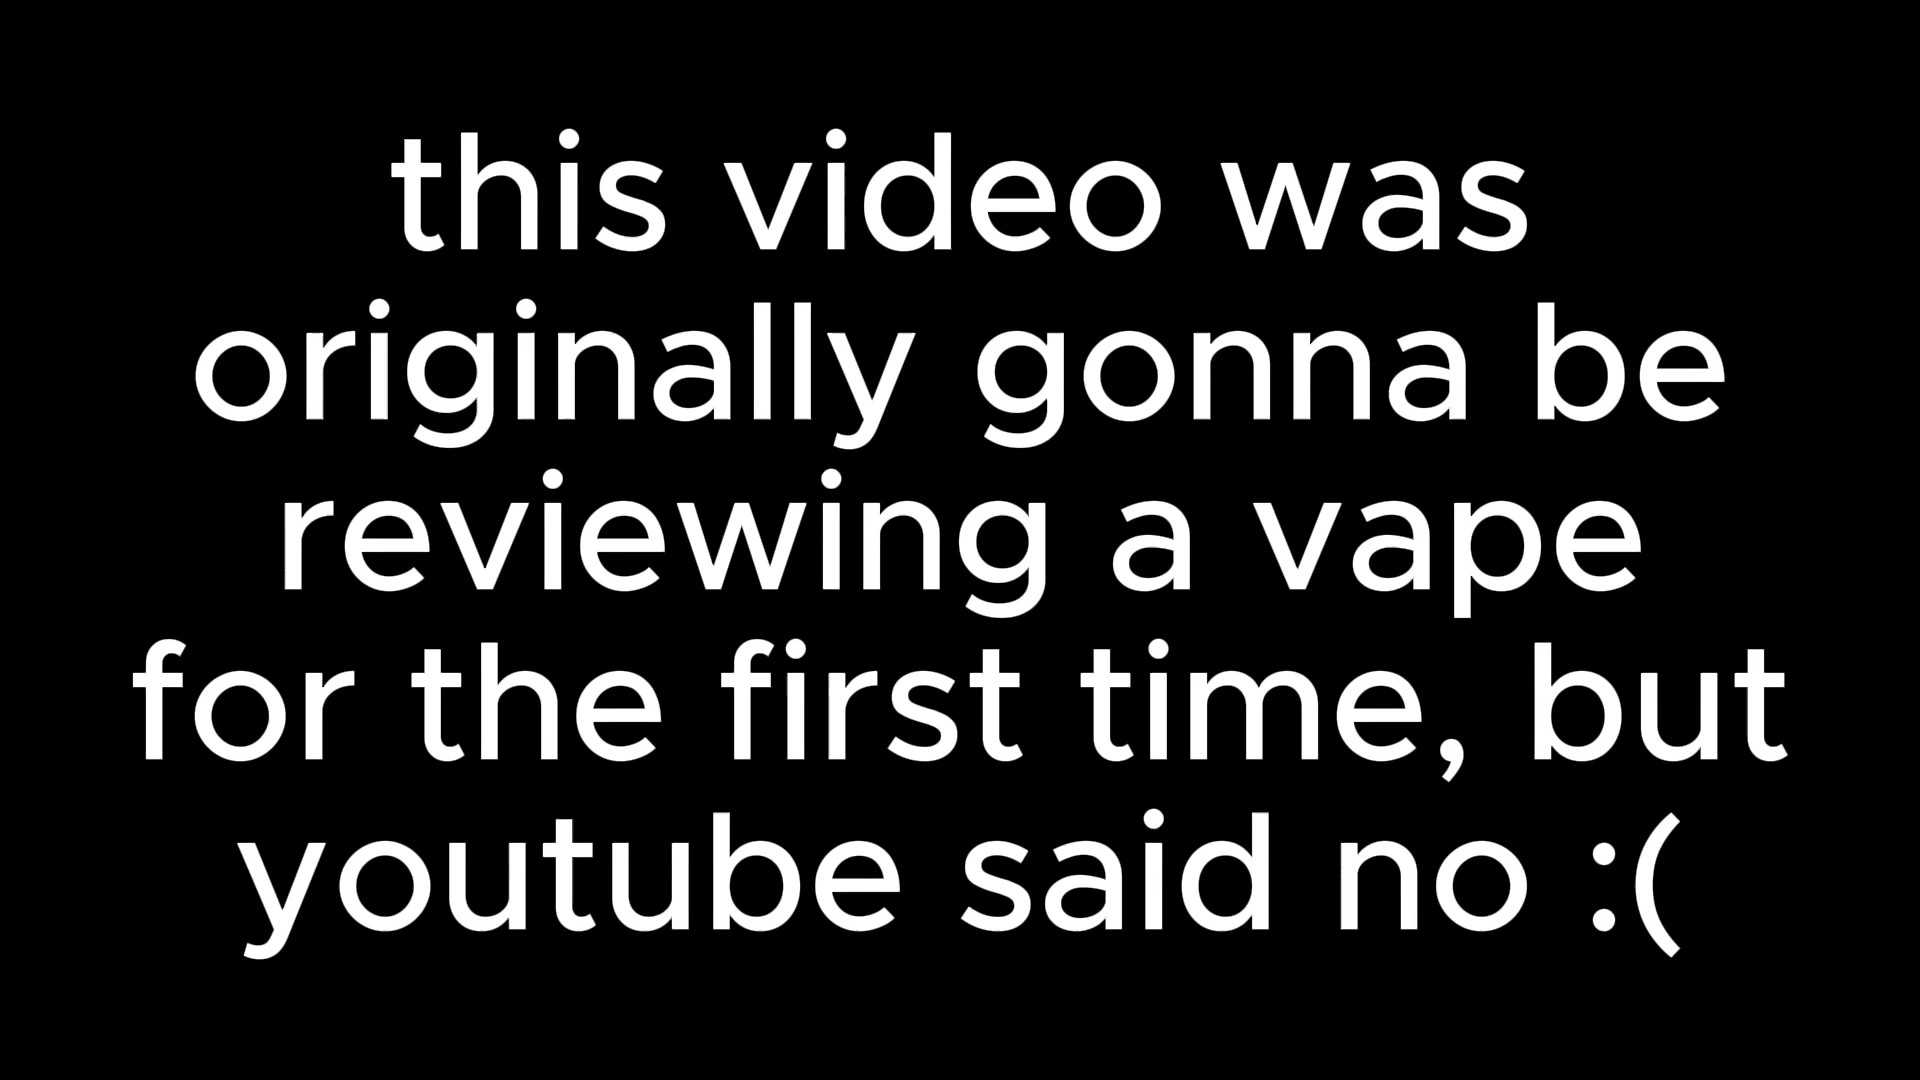 this video was
originally gonna be
reviewing a vape
for the first time, but
youtube said no :(